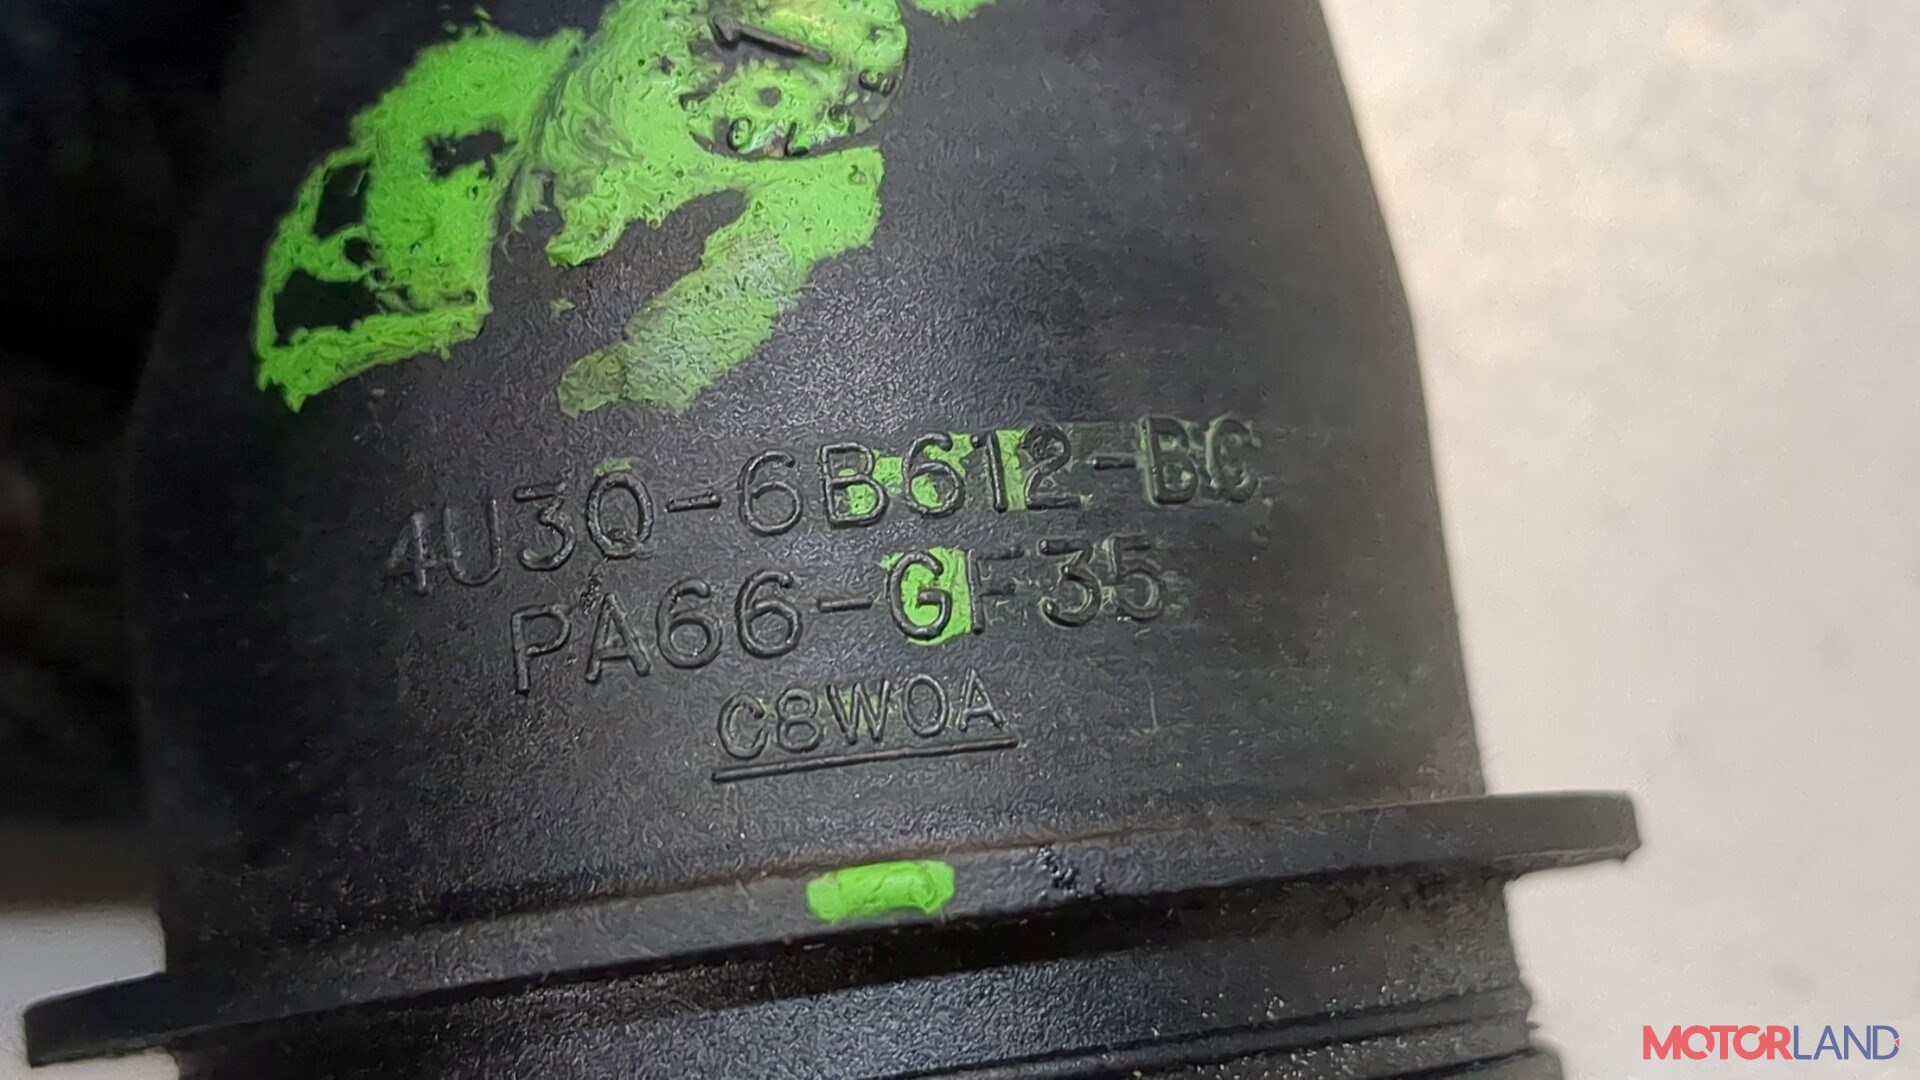 4U3Q-6B612-BC
PA66-GF35
C8W0A
MOTORLAND